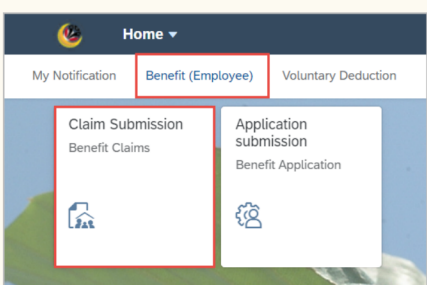 Home
My Notification Benefit (Employee) Voluntary Deduction
Claim Submission
Benefit Claims
Application
submission
Benefit Application